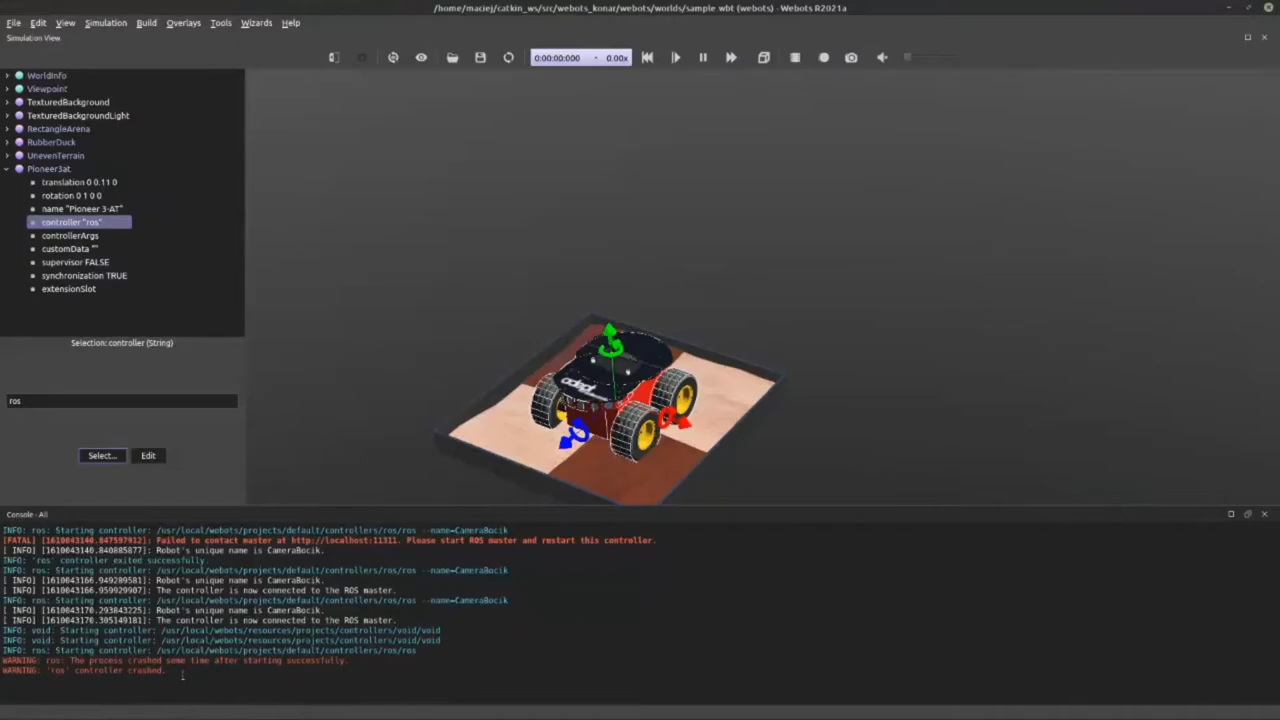 /home/maciej/catkin_ws/src/webots_konar/webots/worlds/sample.wbt (webots) - Webots R2021a
File Edit View Simulation Build Overlays Tools Wizards Help
Simulation View
0:00:00:000 - 0.00x
WorldInfo
Viewpoint
TexturedBackground
TexturedBackgroundLight
RectangleArena
RubberDuck
UnevenTerrain
Pioneer3at
translation 0 0.11 0
rotation 0 1 0 0
name "Pioneer 3-AT"
controller "ros"
controllerArgs
customData ""
supervisor FALSE
synchronization TRUE
extensionSlot
Selection: controller (String)
ros
Select... Edit
adept
Console - All
INFO: ros: Starting controller: /usr/local/webots/projects/default/controllers/ros/ros --name=CameraBocik
[FATAL] [1610043140.847597912]: Failed to contact master at http://localhost:11311. Please start ROS master and restart this controller.
[ INFO] [1610043140.840885877]: Robot's unique name is CameraBocik.
INFO: 'ros' controller exited successfully.
INFO: ros: Starting controller: /usr/local/webots/projects/default/controllers/ros/ros --name=CameraBocik
[ INFO] [1610043166.949289581]: Robot's unique name is CameraBocik.
[ INFO] [1610043166.959929907]: The controller is now connected to the ROS master.
INFO: ros: Starting controller: /usr/local/webots/projects/default/controllers/ros/ros --name=CameraBocik
[ INFO] [1610043170.293843225]: Robot's unique name is CameraBocik.
[ INFO] [1610043170.305149181]: The controller is now connected to the ROS master.
INFO: void: Starting controller: /usr/local/webots/resources/projects/controllers/void/void
INFO: void: Starting controller: /usr/local/webots/resources/projects/controllers/void/void
INFO: ros: Starting controller: /usr/local/webots/projects/default/controllers/ros/ros
WARNING: ros: The process crashed some time after starting successfully.
WARNING: 'ros' controller crashed.